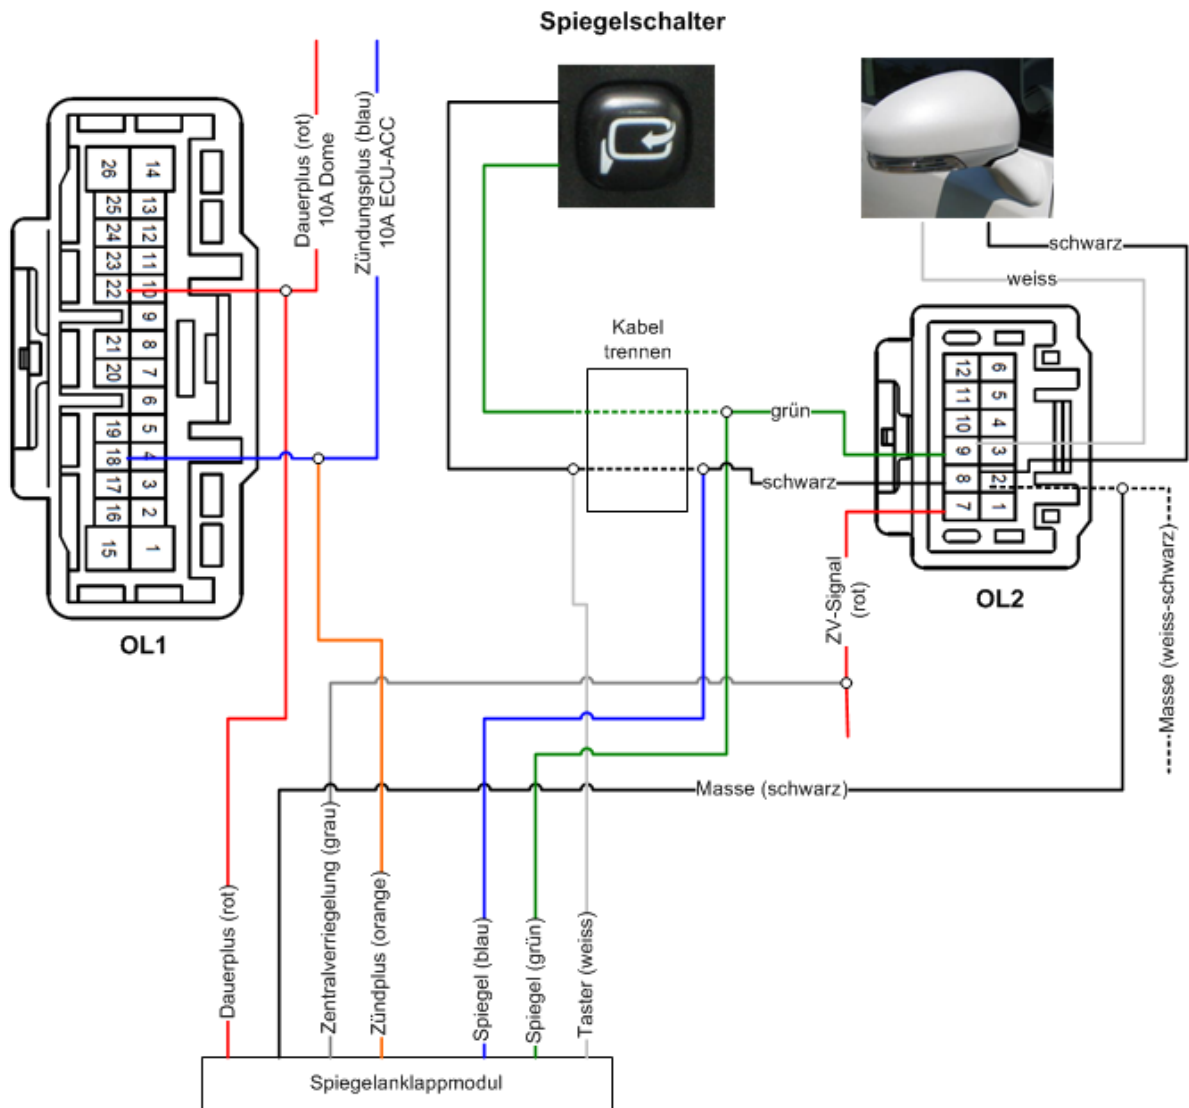 Spiegelschalter
Dauerplus (rot)
10A Dome
Zündungsplus (blau)
10A ECU-ACC
26 14
25 13
24 12
23 11
22 10
9
21 8
20 7
6
19 5
18 4
17 3
16 2
15 1
OL1
schwarz
weiss
Kabel
trennen
grün
schwarz
12 6
11 5
10 4
9 3
8 2
7 1
OL2
ZV-Signal
(rot)
Masse (weiss-schwarz)
Masse (schwarz)
Dauerplus (rot)
Zentralverriegelung (grau)
Zündplus (orange)
Spiegel (blau)
Spiegel (grün)
Taster (weiss)
Spiegelanklappmodul